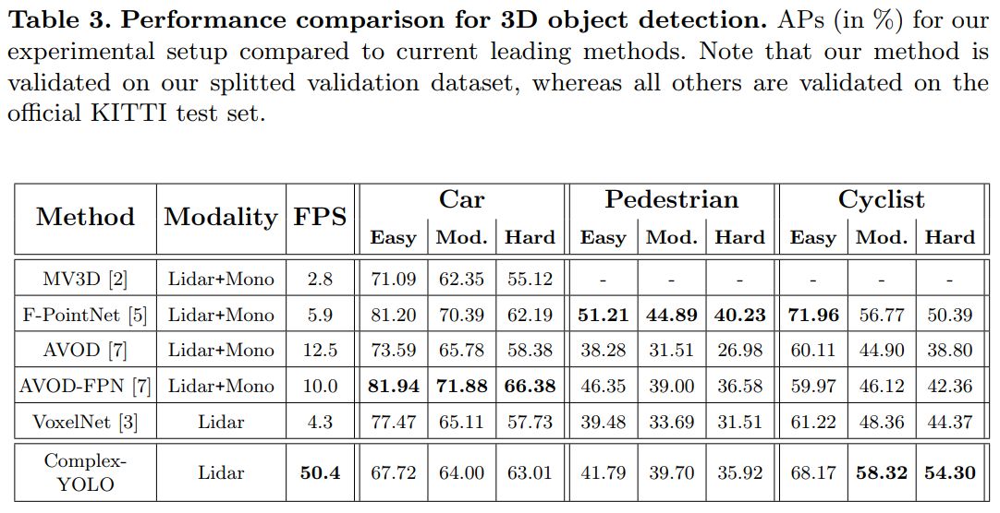 Table 3. Performance comparison for 3D object detection. APs (in %) for our
experimental setup compared to current leading methods. Note that our method is
validated on our splitted validation dataset, whereas all others are validated on the
official KITTI test set.
Method Modality FPS Car Pedestrian Cyclist
Easy Mod. Hard Easy Mod. Hard Easy Mod. Hard
MV3D [2] Lidar+Mono 2.8 71.09 62.35 55.12 - - - - - -
F-PointNet [5] Lidar+Mono 5.9 81.20 70.39 62.19 51.21 44.89 40.23 71.96 56.77 50.39
AVOD [7] Lidar+Mono 12.5 73.59 65.78 58.38 38.28 31.51 26.98 60.11 44.90 38.80
AVOD-FPN [7] Lidar+Mono 10.0 81.94 71.88 66.38 46.35 39.00 36.58 59.97 46.12 42.36
VoxelNet [3] Lidar 4.3 77.47 65.11 57.73 39.48 33.69 31.51 61.22 48.36 44.37
Complex-
YOLO Lidar 50.4 67.72 64.00 63.01 41.79 39.70 35.92 68.17 58.32 54.30